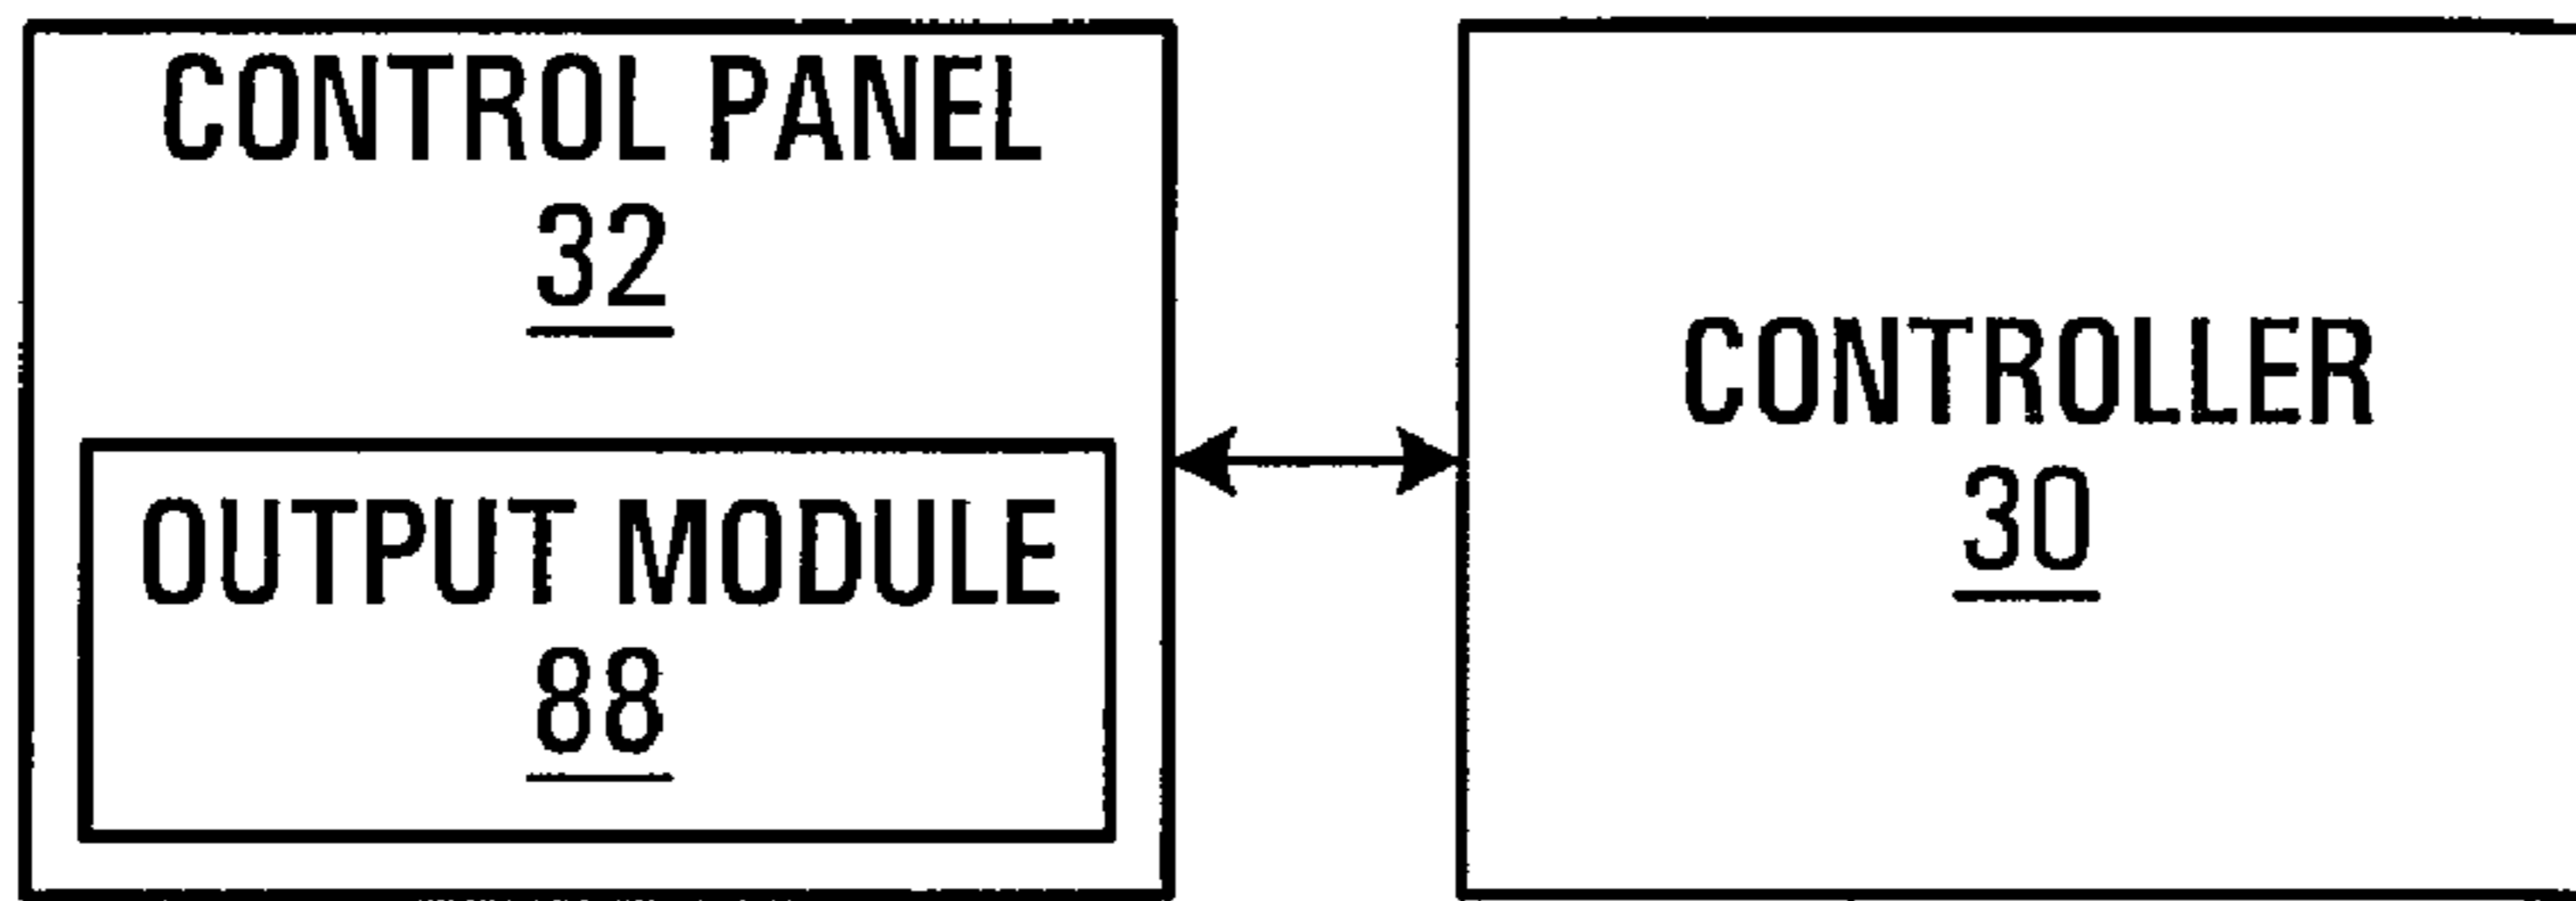 CONTROL PANEL
32
OUTPUT MODULE
88
CONTROLLER
30